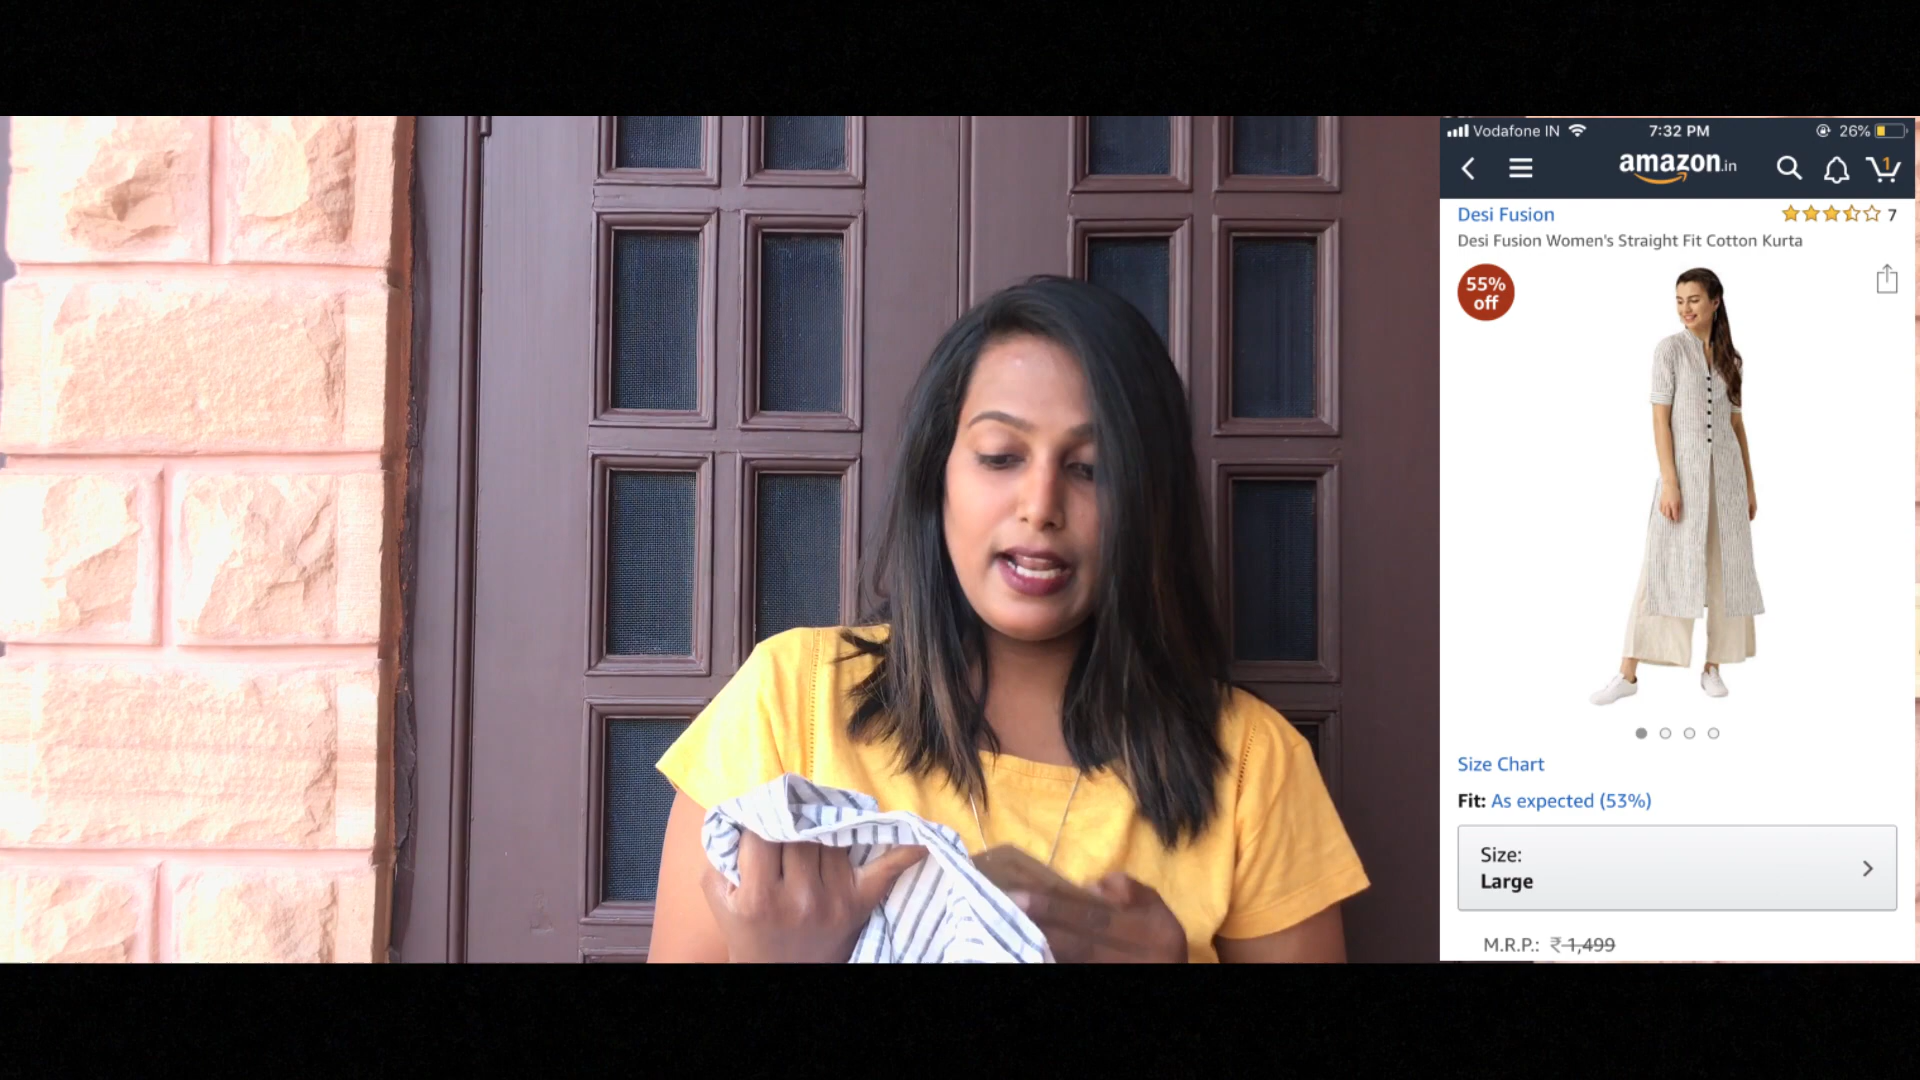 Vodafone IN
7:32 PM
26%
amazon.in
1
Desi Fusion
7
Desi Fusion Women's Straight Fit Cotton Kurta
55%
off
Size Chart
Fit: As expected (53%)
Size:
Large
M.R.P.: ₹ 1,499